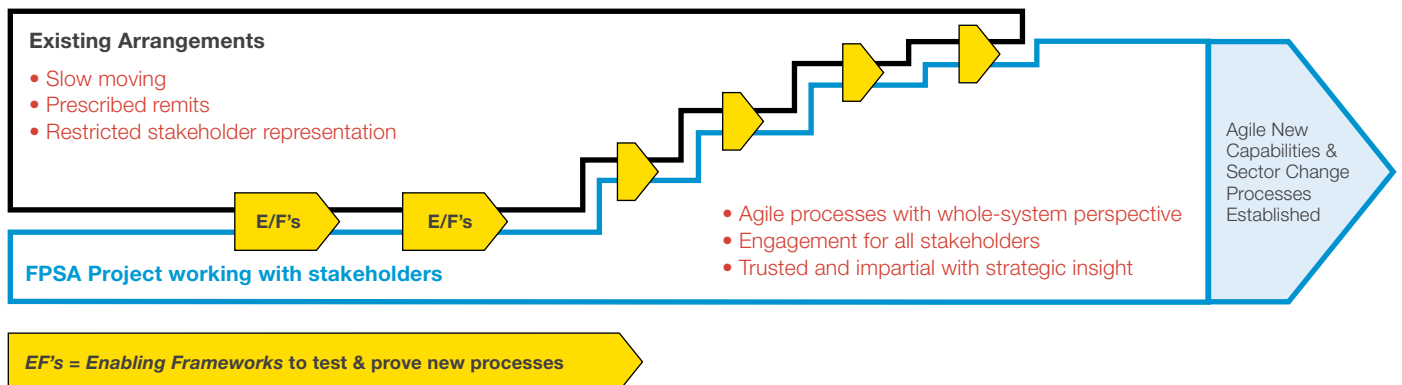 Existing Arrangements
• Slow moving
• Prescribed remits
• Restricted stakeholder representation
E/F's
E/F's
FPSA Project working with stakeholders
• Agile processes with whole-system perspective
• Engagement for all stakeholders
• Trusted and impartial with strategic insight
Agile New
Capabilities &
Sector Change
Processes
Established
EF's = Enabling Frameworks to test & prove new processes